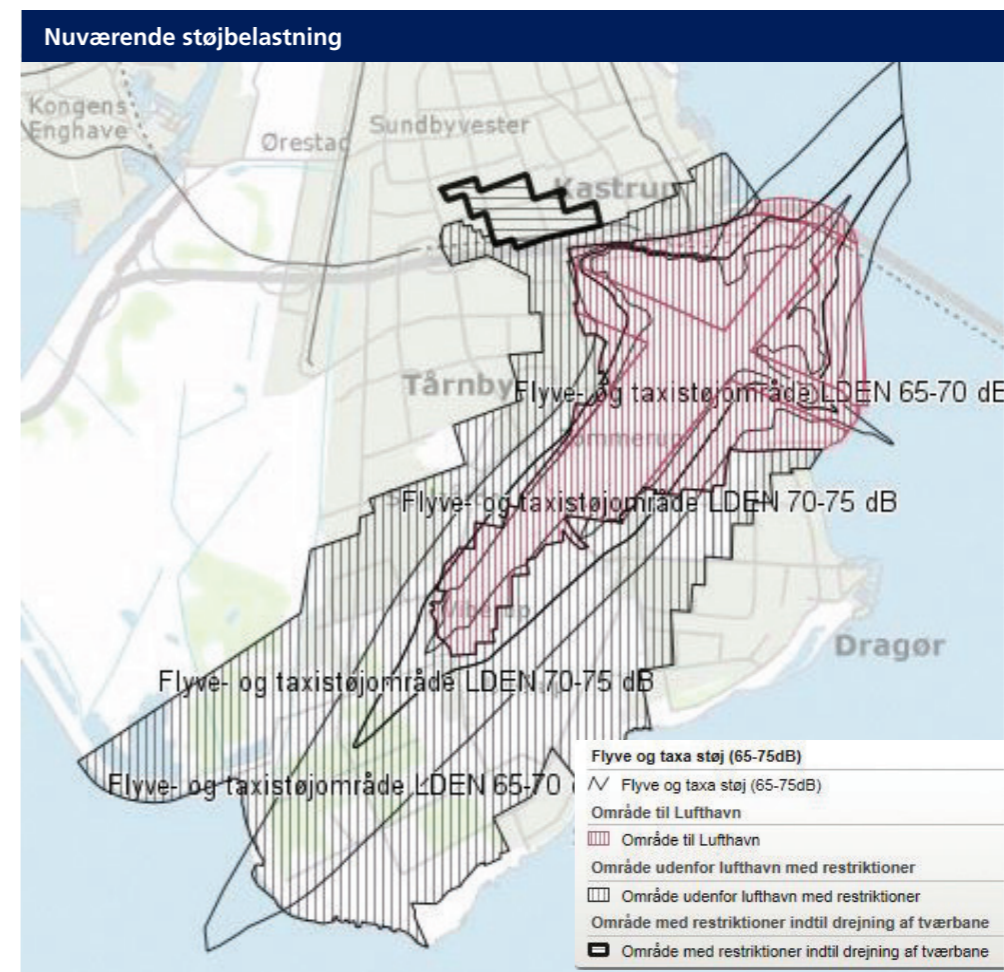 Nuværende støjbelastning
Kongens
Enghave
Ørestad
Sundbyvester
Kastrup
Tårnby
Flyve- og taxistøjområde LDEN 65-70 dB
Flyve- og taxistøjområde LDEN 70-75 dB
Dragør
Flyve- og taxistøjområde LDEN 70-75 dB
Flyve- og taxistøjområde LDEN 65-70
Flyve og taxa støj (65-75dB)
Flyve og taxa støj (65-75dB)
Område til Lufthavn
Område til Lufthavn
Område udenfor lufthavn med restriktioner
Område udenfor lufthavn med restriktioner
Område med restriktioner indtil drejning af tværbane
Område med restriktioner indtil drejning af tværbane